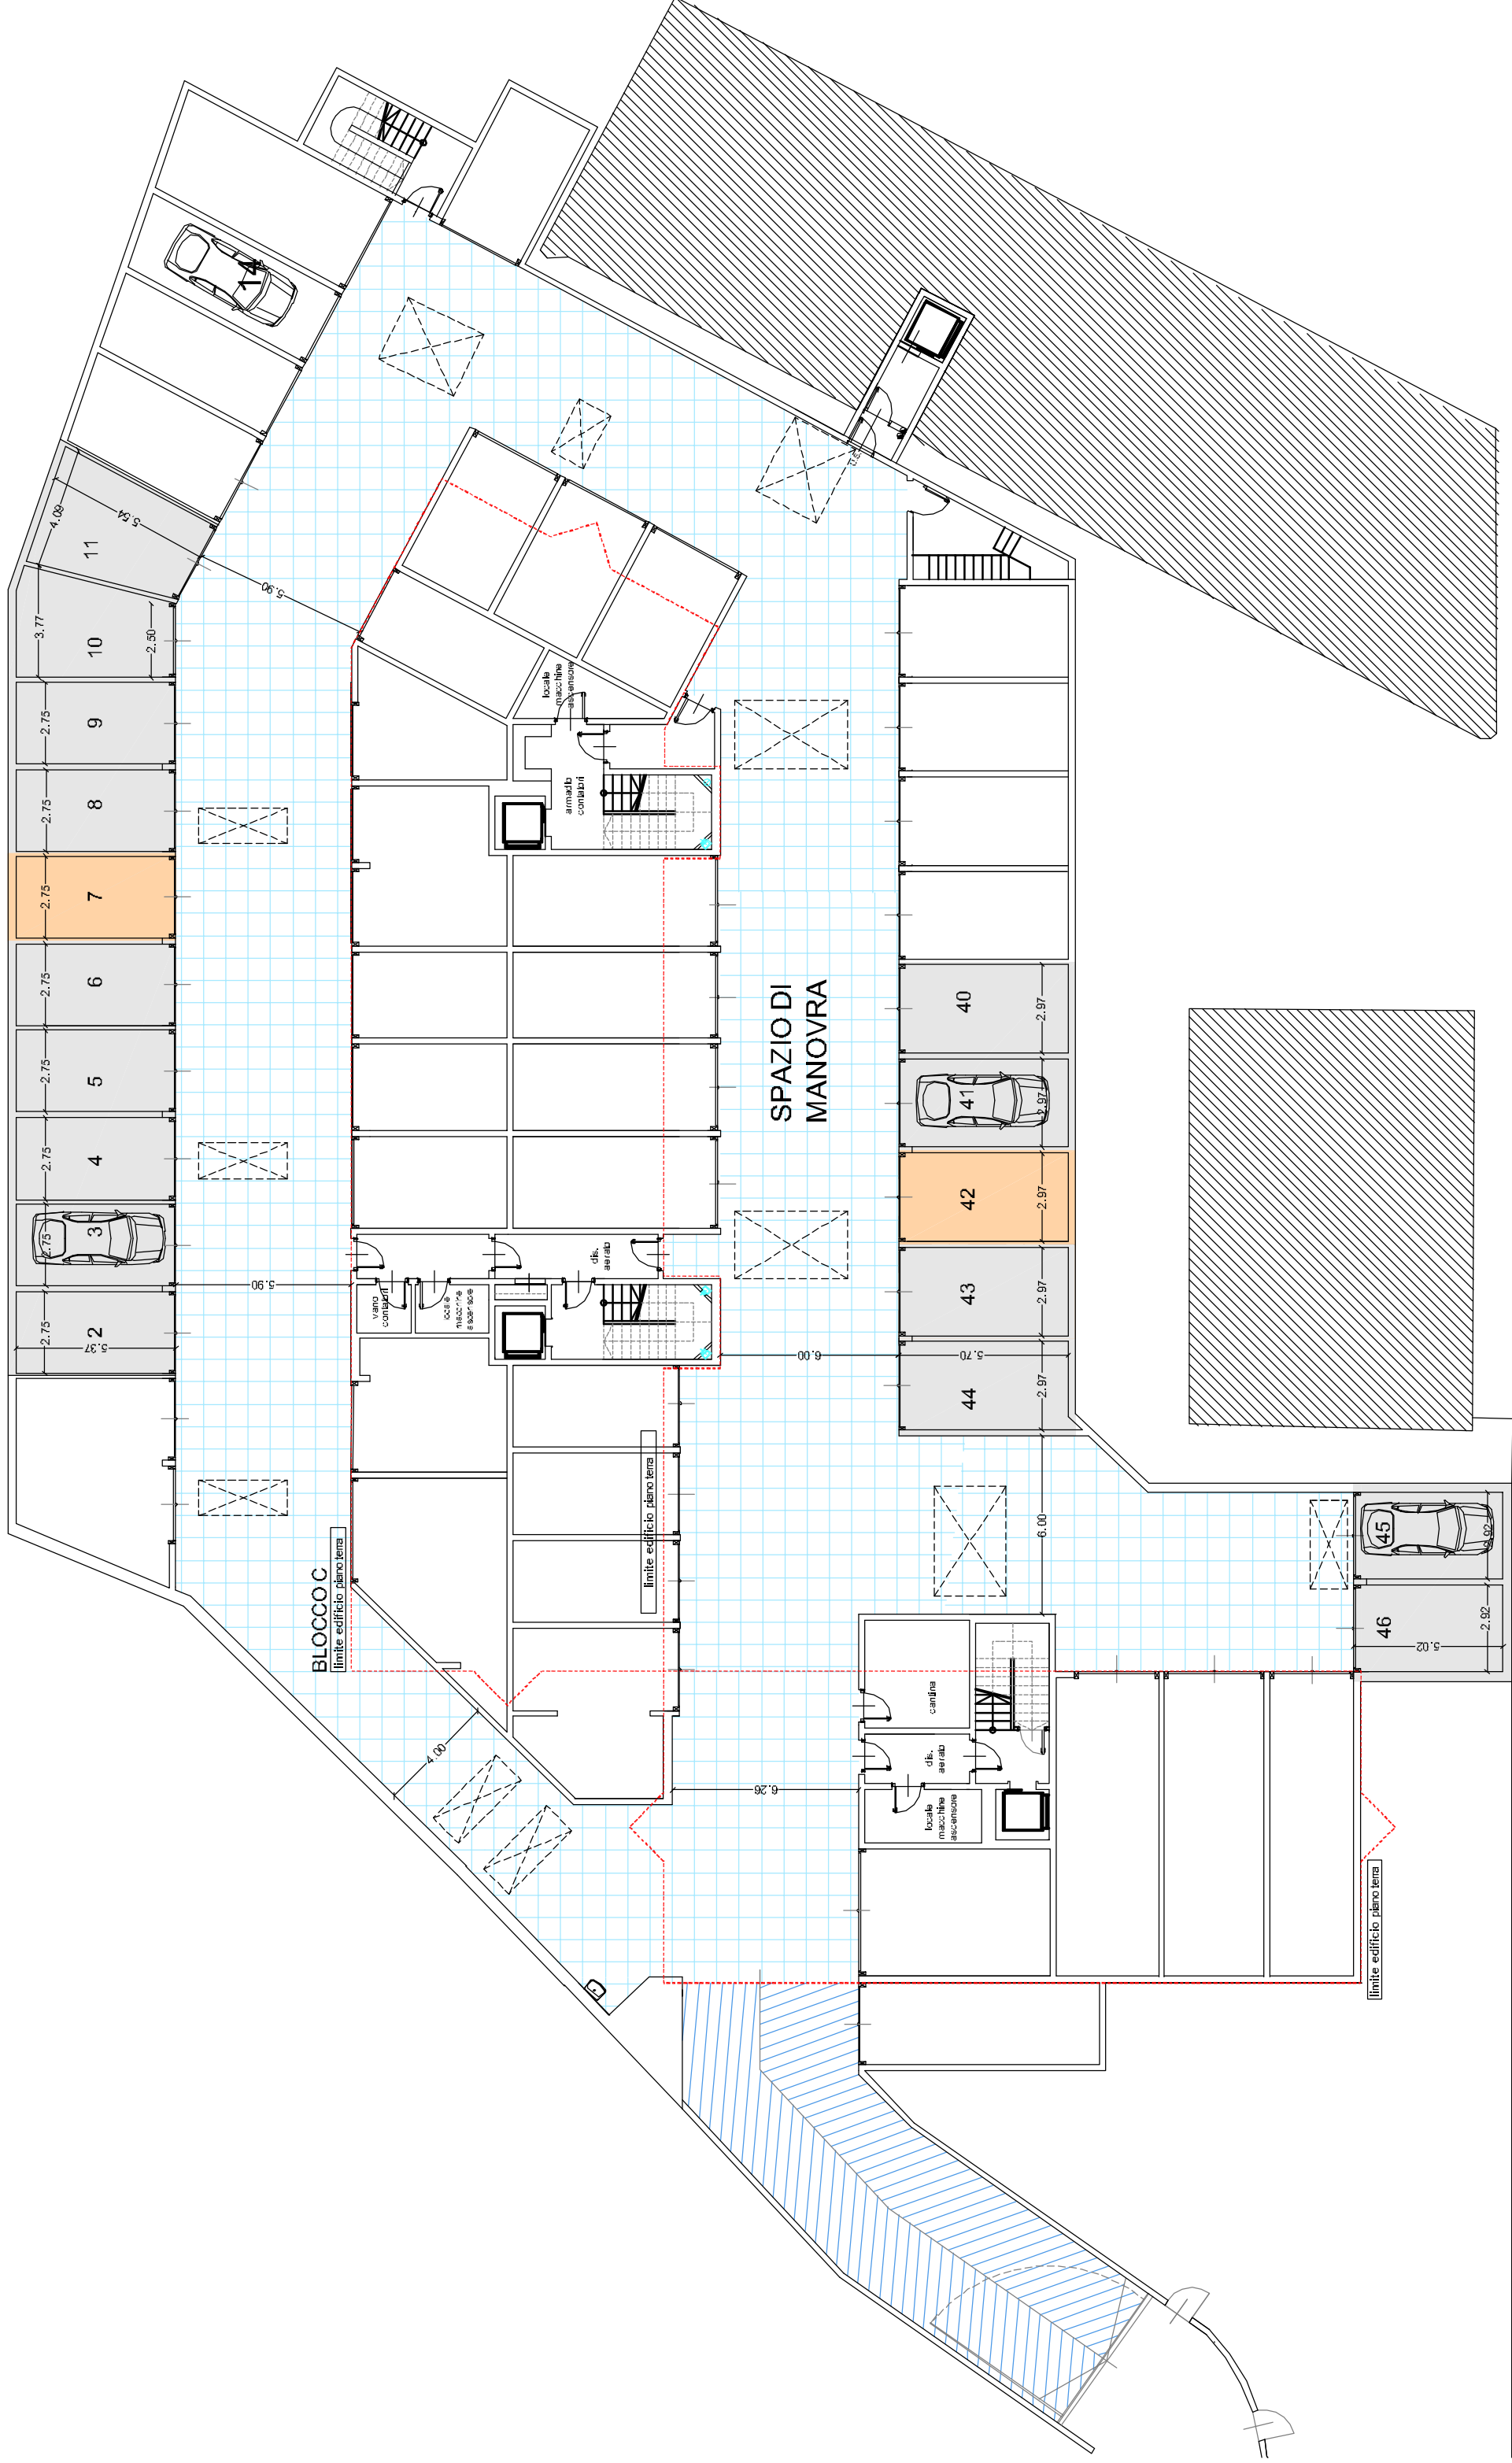 14
11
4.09
5.54
5.90
10
3.77
2.50
9
2.75
8
2.75
7
2.75
6
2.75
5
2.75
4
2.75
3
2.75
2
2.75
5.37
5.90
locale
macchine
ascensore
armadio
contatori
SPAZIO DI
MANOVRA
40
2.97
41
2.97
42
2.97
43
2.97
44
2.97
5.70
6.00
dis.
aerato
vano
contatori
locale
macchine
ascensore
limite edificio piano terra
BLOCCO C
limite edificio piano terra
6.00
45
2.92
46
2.92
5.02
4.00
6.26
cantina
dis.
aerato
locale
macchine
ascensore
limite edificio piano terra